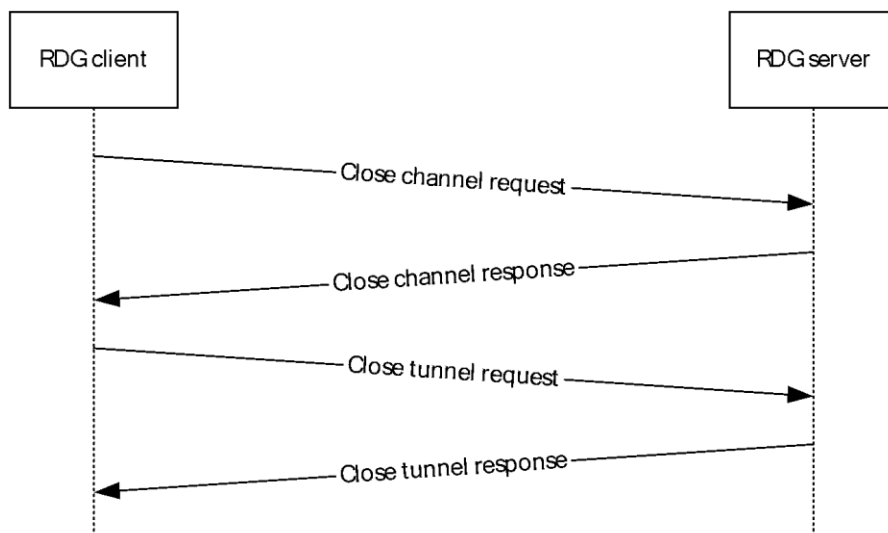 RDG client
RDG server
Close channel request
Close channel response
Close tunnel request
Close tunnel response